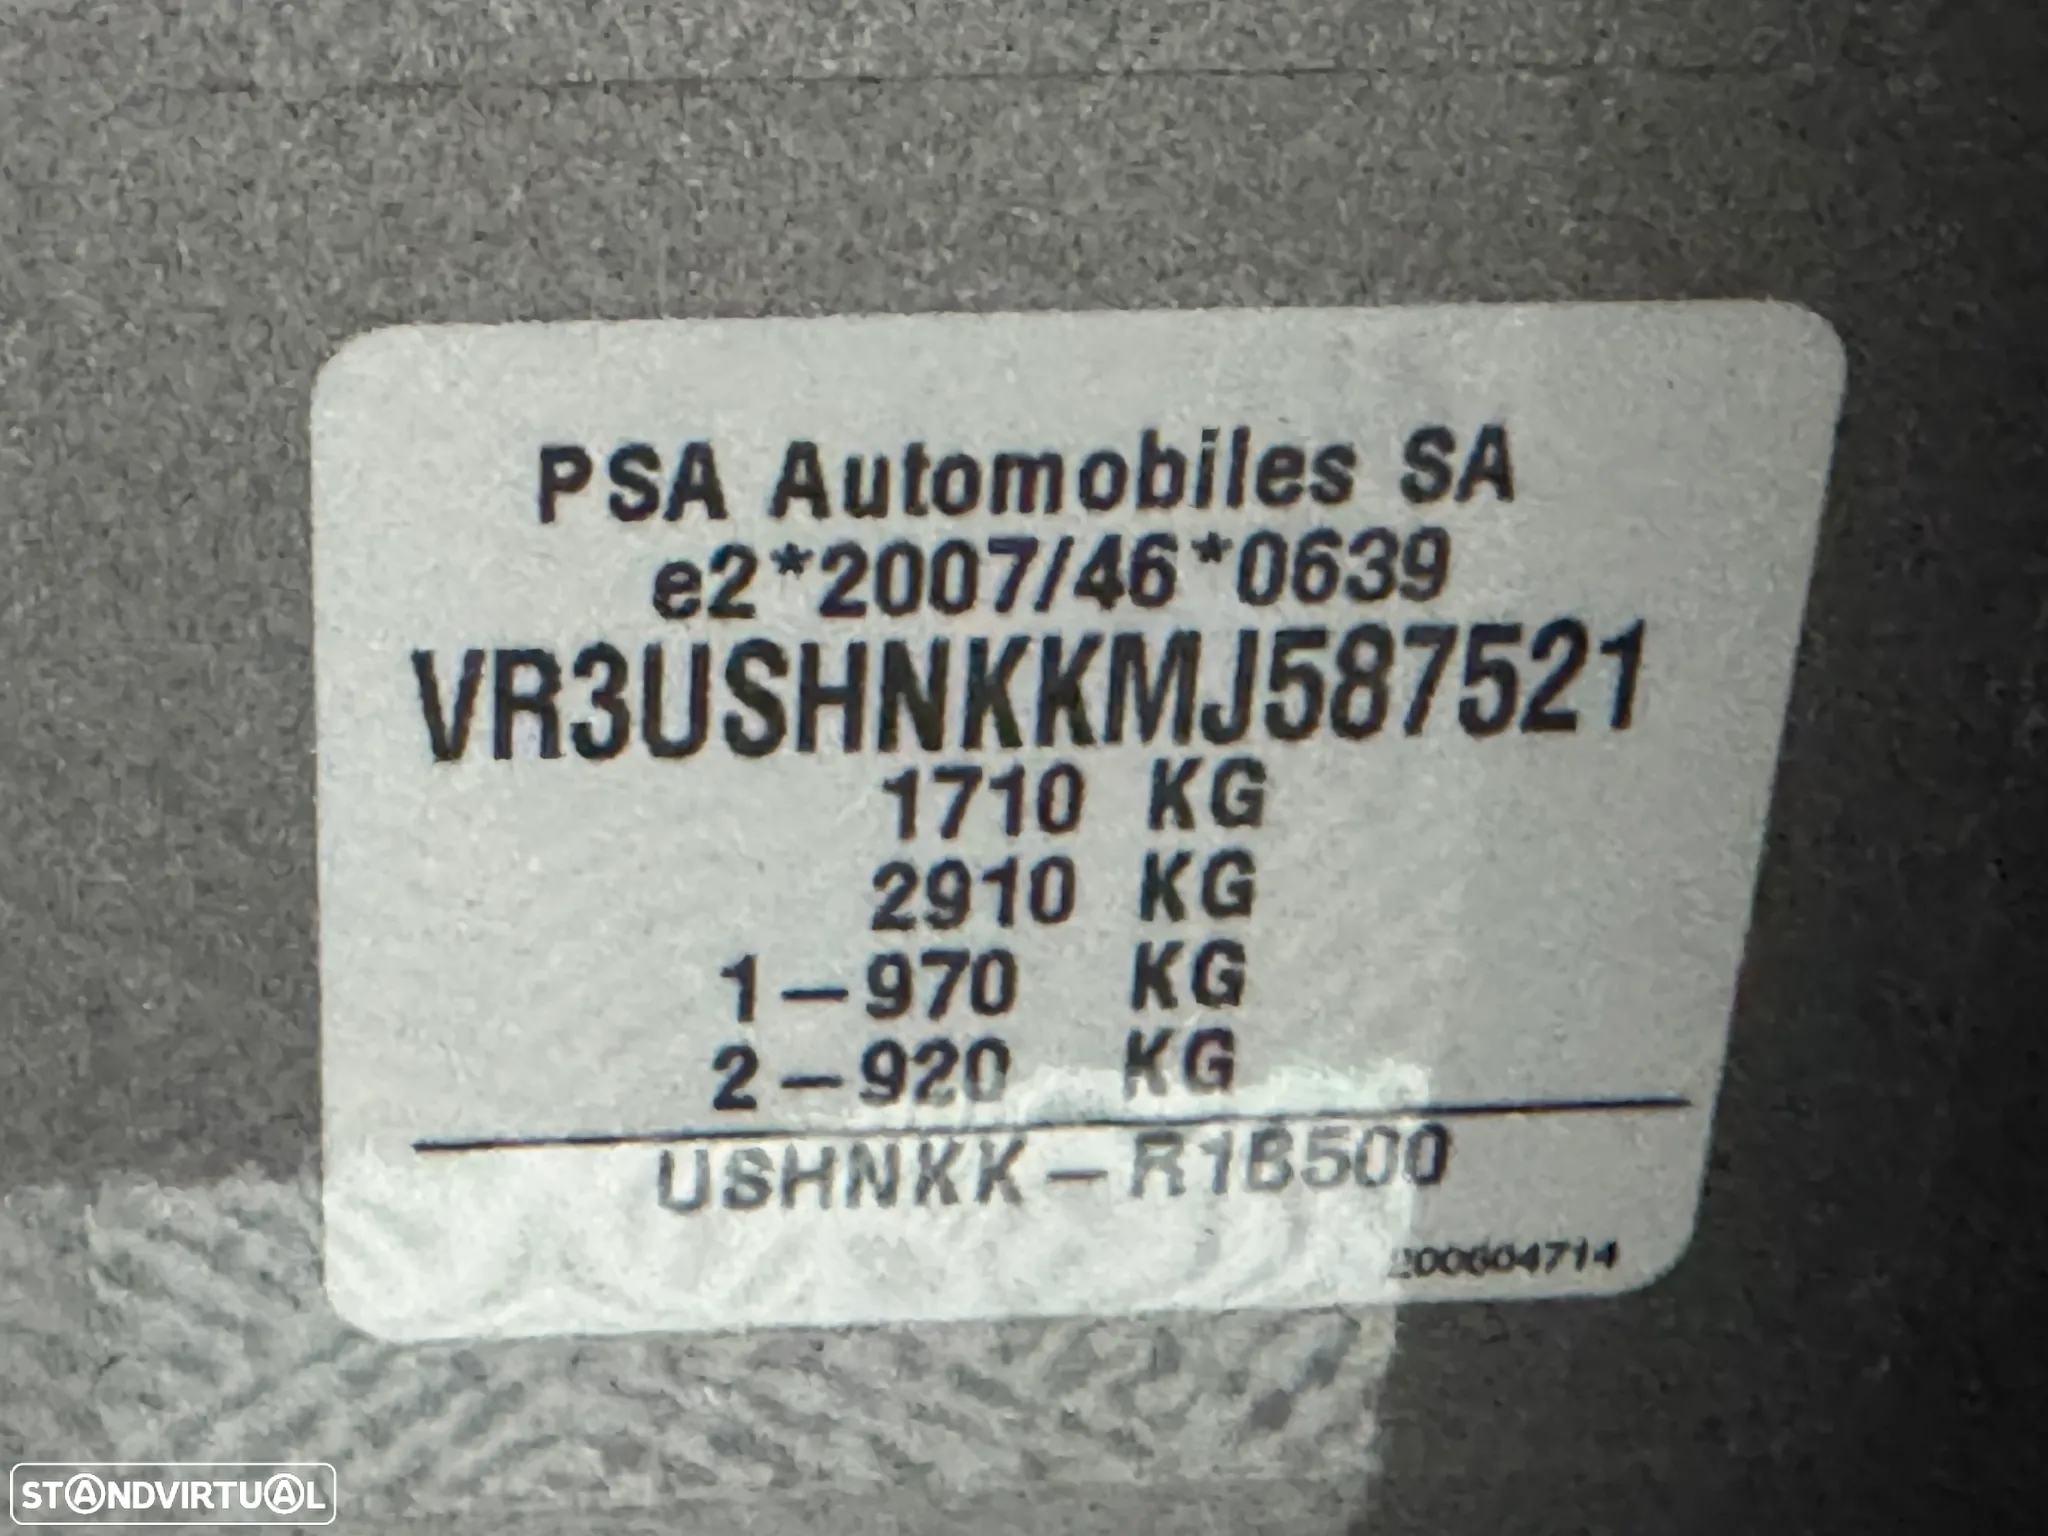 PSA Automobiles SA
e2*2007/46*0639
VR3USHNKKMJ587521
1710 KG
2910 KG
1-970 KG
2-920 KG
USHNKK-R1B500
200604714
STANDVIRTUAL